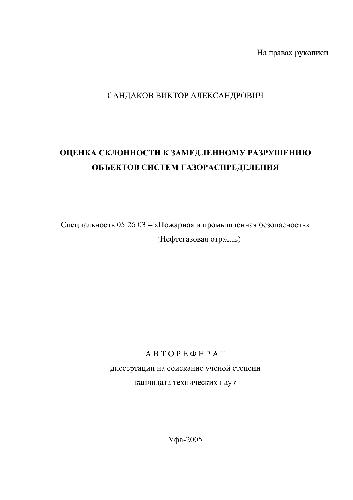 На правах рукописи
САНДАКОВ ВИКТОР АЛЕКСАНДРОВИЧ
ОЦЕНКА СКЛОННОСТИ К ЗАМЕДЛЕННОМУ РАЗРУШЕНИЮ
ОБЪЕКТОВ СИСТЕМ ГАЗОРАСПРЕДЕЛЕНИЯ
Специальность 05.26.03 – «Пожарная и промышленная безопасность»
(Нефтегазовая отрасль)
АВТОРЕФЕРАТ
диссертации на соискание ученой степени
кандидата технических наук
Уфа-2005